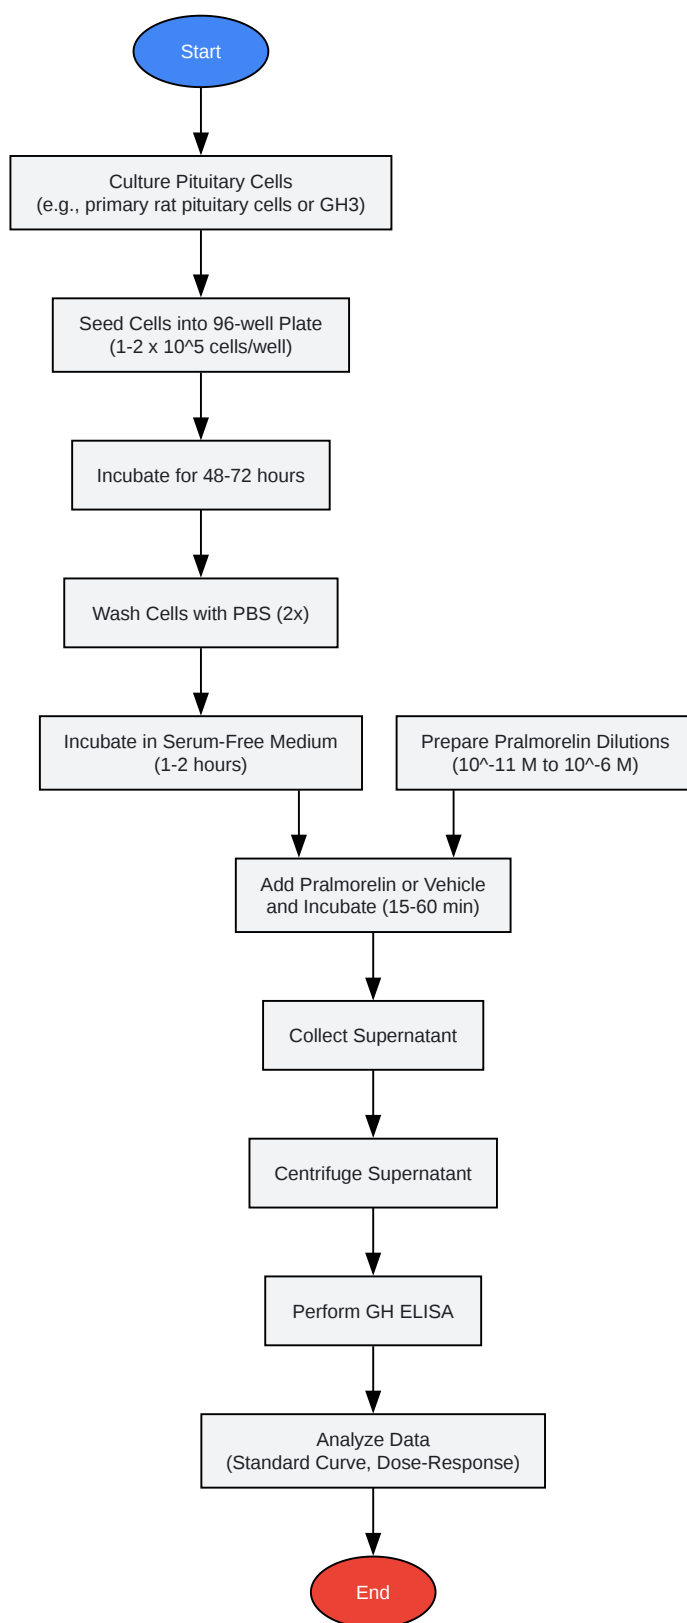 Start
Culture Pituitary Cells
(e.g., primary rat pituitary cells or GH3)
Seed Cells into 96-well Plate
(1-2 x 10^5 cells/well)
Incubate for 48-72 hours
Wash Cells with PBS (2x)
Incubate in Serum-Free Medium
(1-2 hours)
Prepare Pralmorelin Dilutions
(10^-11 M to 10^-6 M)
Add Pralmorelin or Vehicle
and Incubate (15-60 min)
Collect Supernatant
Centrifuge Supernatant
Perform GH ELISA
Analyze Data
(Standard Curve, Dose-Response)
End